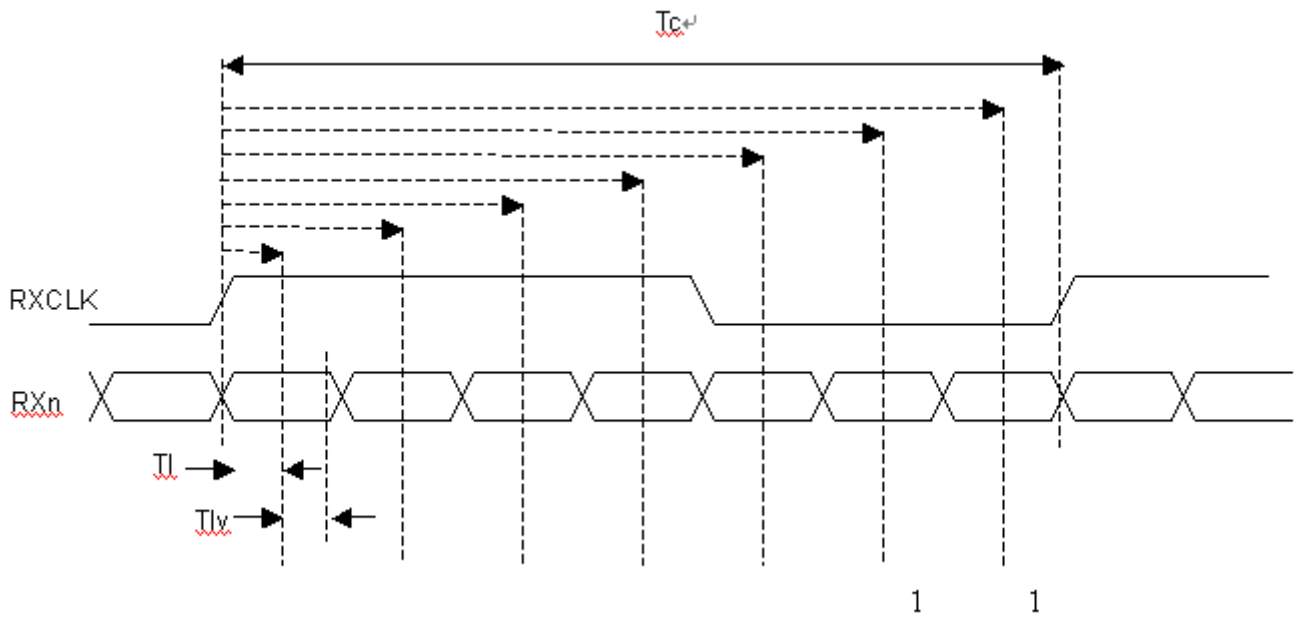 Tc↵
RXCLK
RXn
Tl
Tlv
1 1